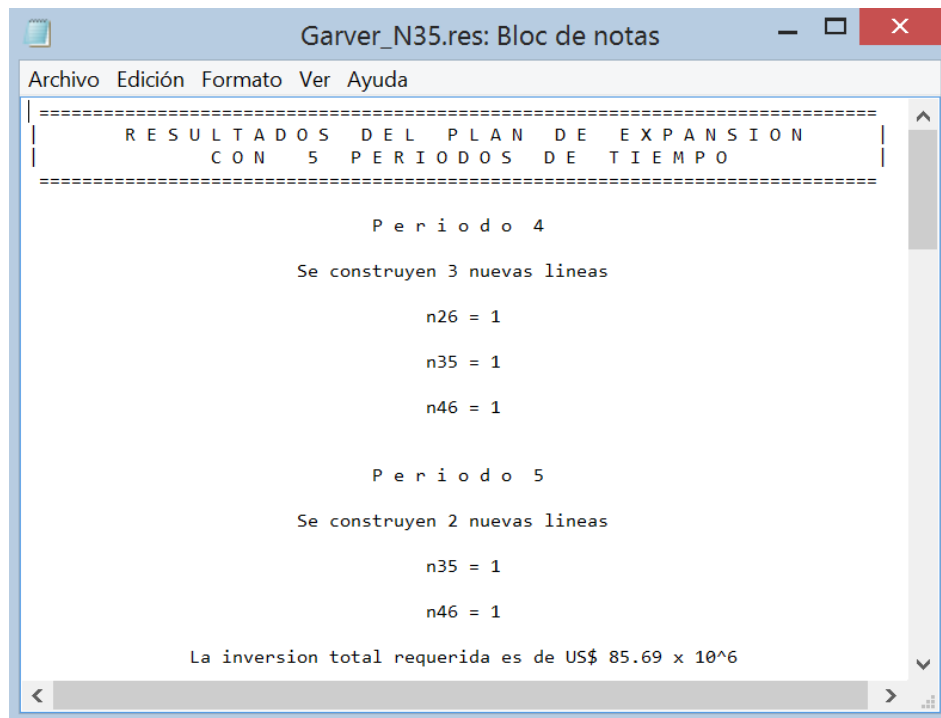 Garver_N35.res: Bloc de notas
Archivo Edición Formato Ver Ayuda
==============================================================================
| R E S U L T A D O S   D E L   P L A N   D E   E X P A N S I O N |
| C O N   5   P E R I O D O S   D E   T I E M P O |
==============================================================================
P e r i o d o   4
Se construyen 3 nuevas lineas
n26 = 1
n35 = 1
n46 = 1
P e r i o d o   5
Se construyen 2 nuevas lineas
n35 = 1
n46 = 1
La inversion total requerida es de US$ 85.69 x 10^6